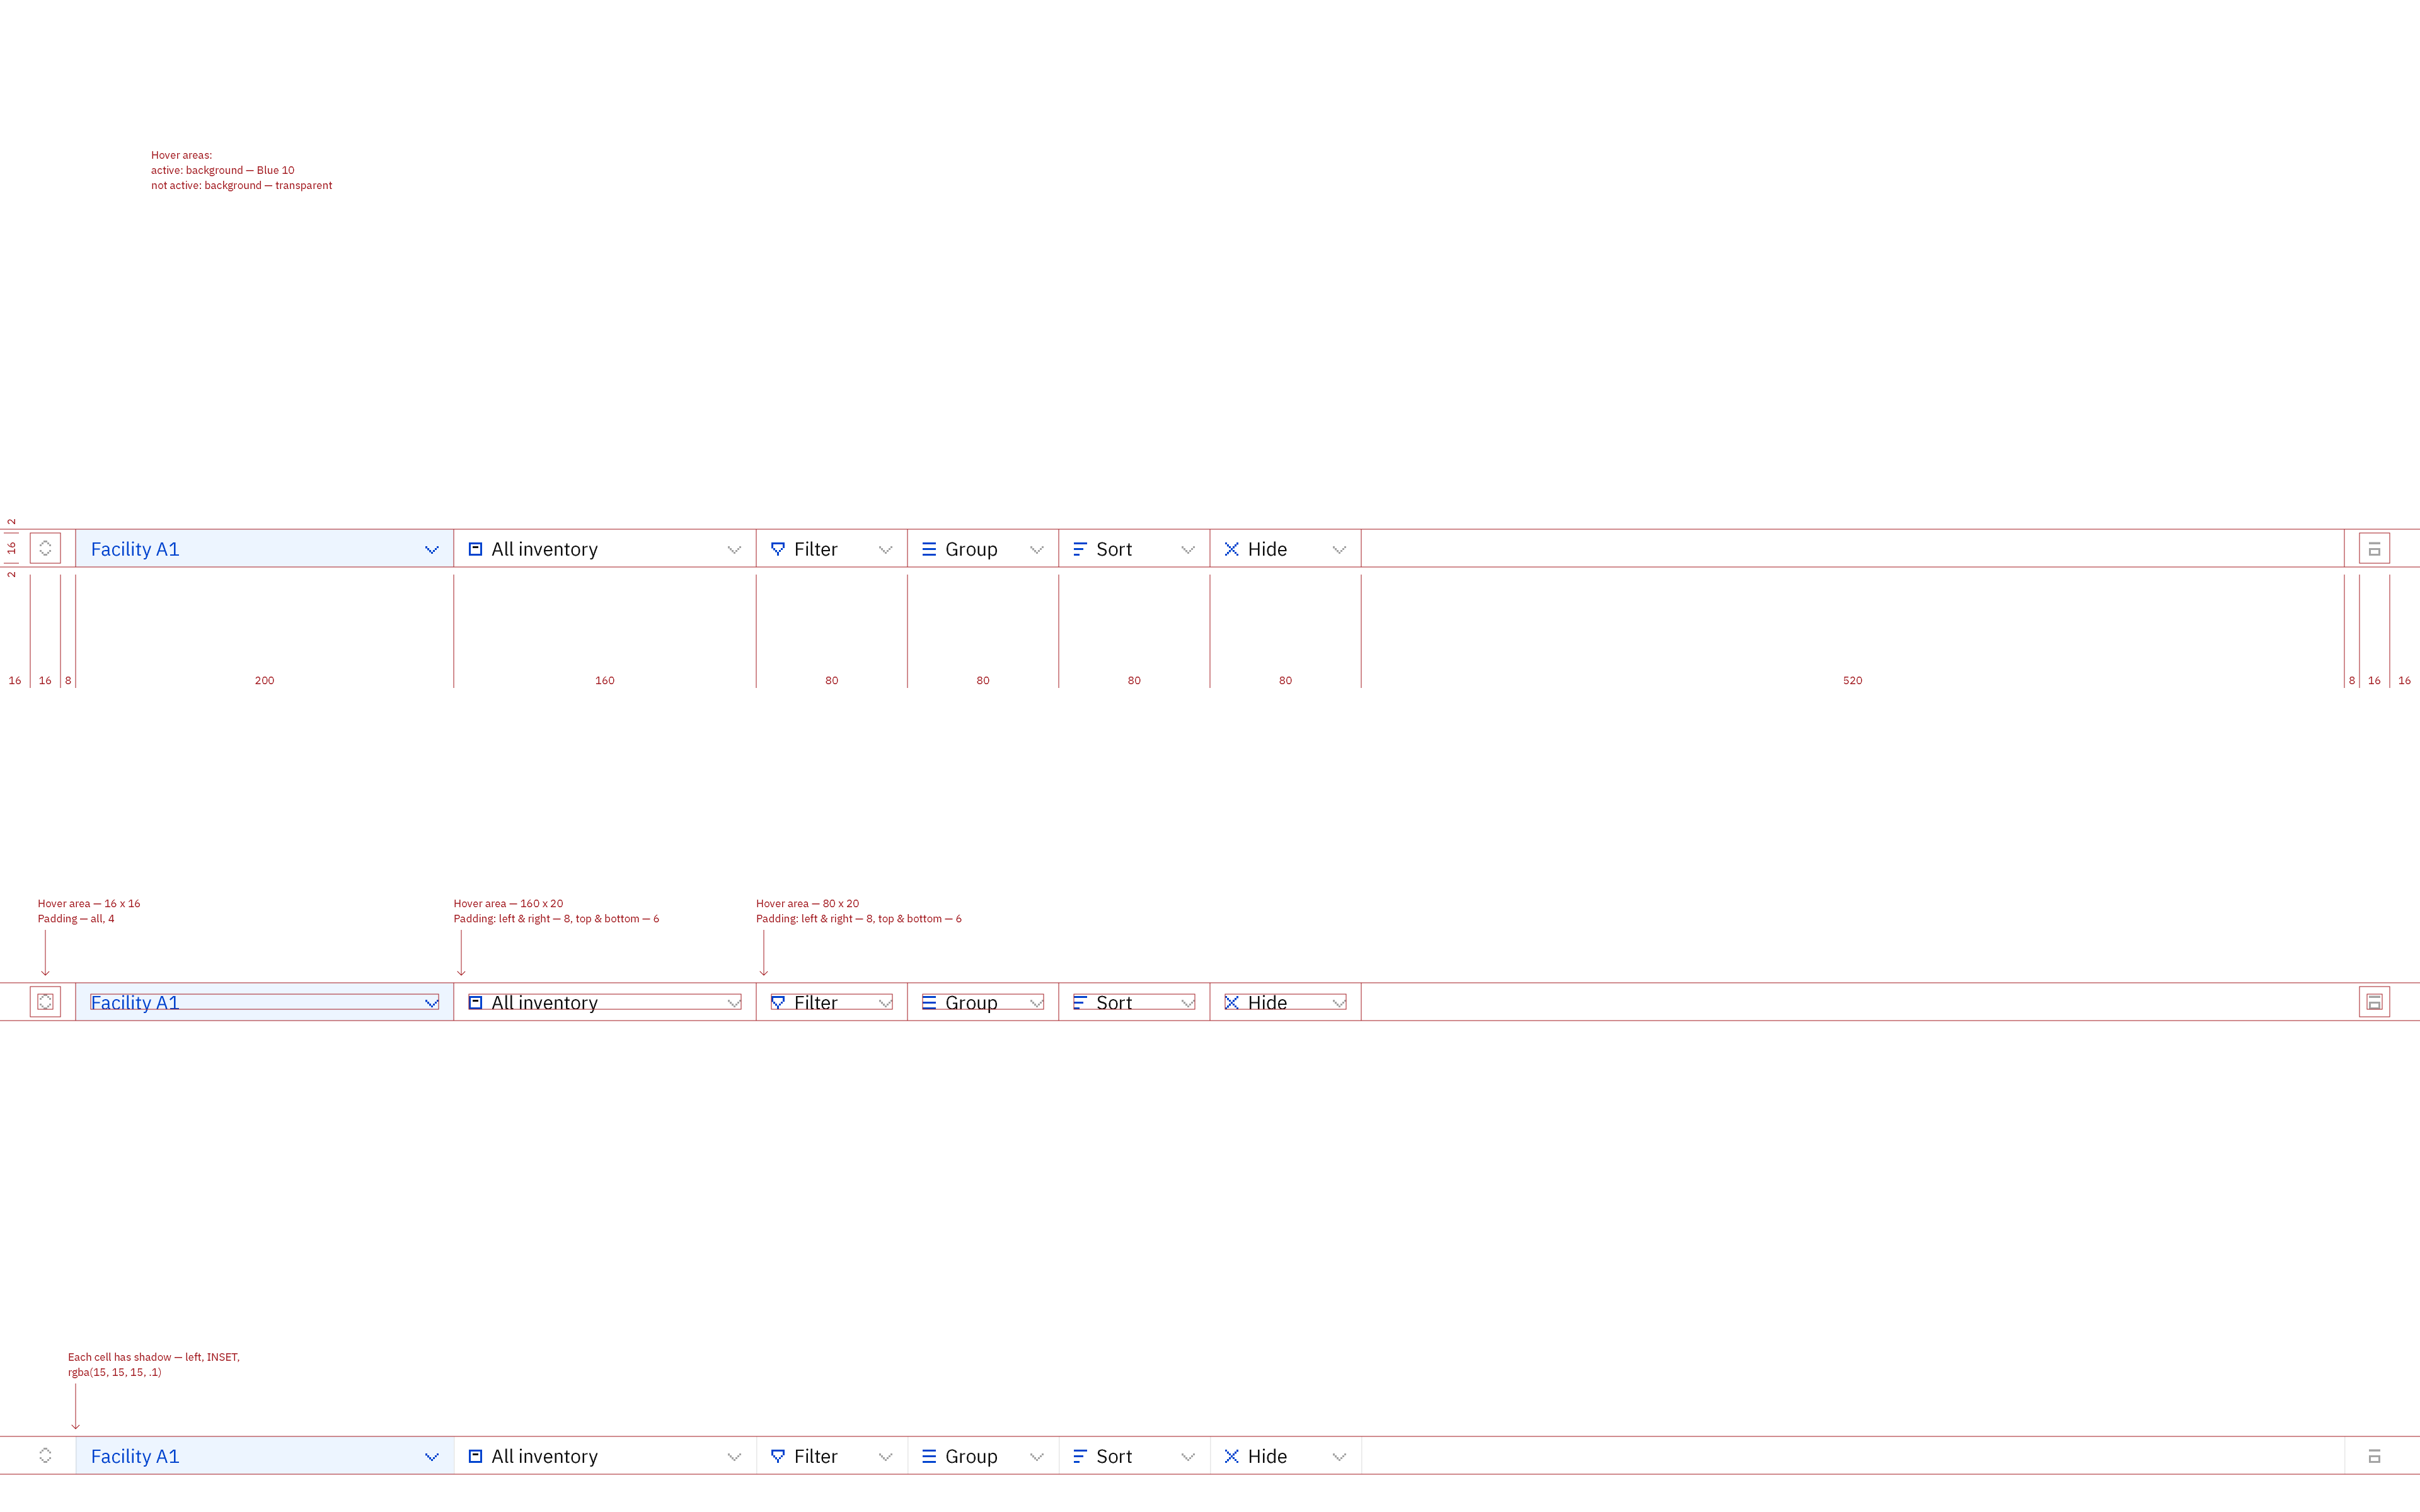 Hover areas:
active: background — Blue 10
not active: background — transparent
2
16
2
Facility A1
All inventory
Filter
Group
Sort
Hide
16
16
8
200
160
80
80
80
80
520
8
16
16
Hover area — 16 x 16
Padding — all, 4
Hover area — 160 x 20
Padding: left & right — 8, top & bottom — 6
Hover area — 80 x 20
Padding: left & right — 8, top & bottom — 6
Facility A1
All inventory
Filter
Group
Sort
Hide
Each cell has shadow — left, INSET,
rgba(15, 15, 15, .1)
Facility A1
All inventory
Filter
Group
Sort
Hide